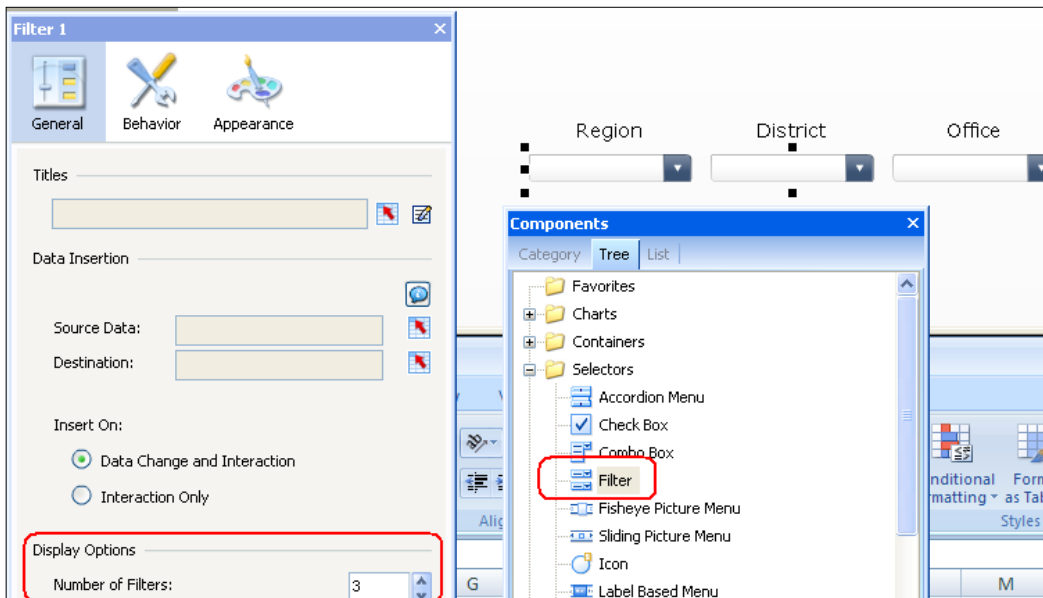 Filter 1
General Behavior Appearance
Titles
Data Insertion
Source Data:
Destination:
Insert On:
Data Change and Interaction
Interaction Only
Display Options
Number of Filters: 3
Region District Office
Components
Category Tree List
Favorites
Charts
Containers
Selectors
Accordion Menu
Check Box
Combo Box
Filter
Fisheye Picture Menu
Sliding Picture Menu
Icon
Label Based Menu
nditional Form
matting as Tab
Alig
Styles
G M